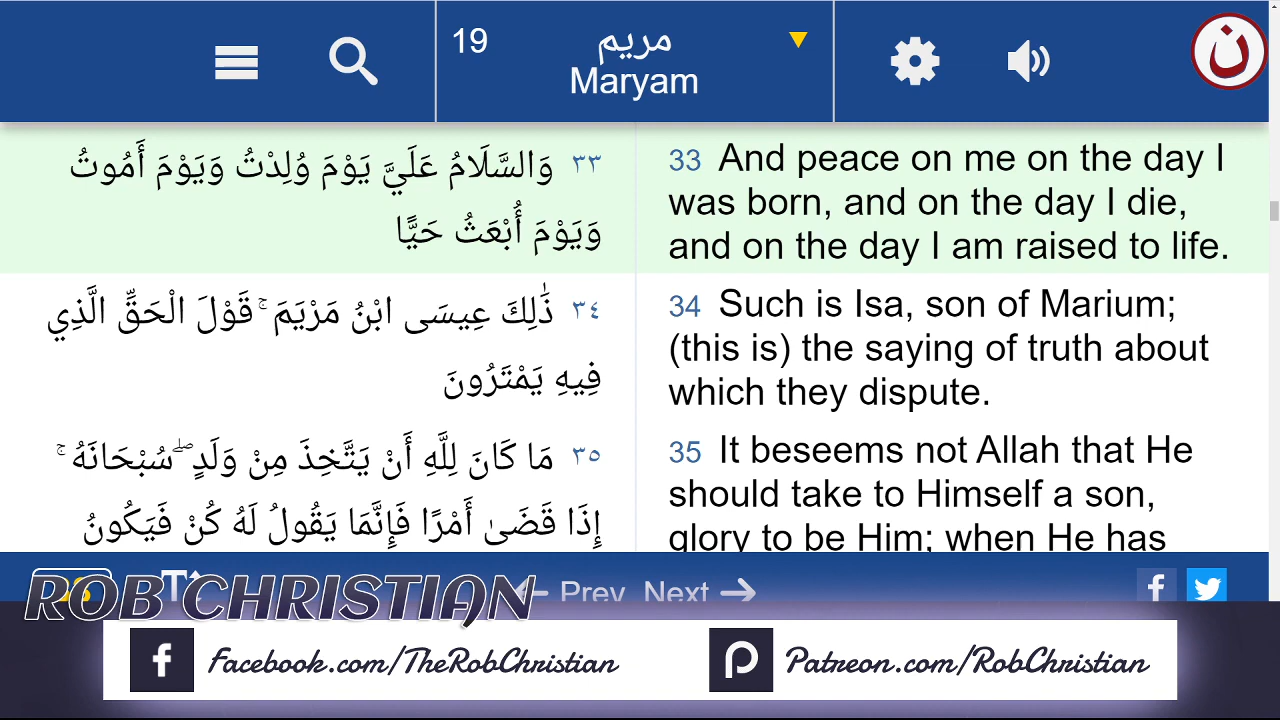 19
مريم
Maryam
ن
٣٣ وَالسَّلَامُ عَلَيَّ يَوْمَ وُلِدْتُ وَيَوْمَ أَمُوتُ
وَيَوْمَ أُبْعَثُ حَيًّا
33 And peace on me on the day I
was born, and on the day I die,
and on the day I am raised to life.
٣٤ ذَٰلِكَ عِيسَى ابْنُ مَرْيَمَ ۚ قَوْلَ الْحَقِّ الَّذِي
فِيهِ يَمْتَرُونَ
34 Such is Isa, son of Marium;
(this is) the saying of truth about
which they dispute.
٣٥ مَا كَانَ لِلَّهِ أَنْ يَتَّخِذَ مِنْ وَلَدٍ ۖ سُبْحَانَهُ ۚ
إِذَا قَضَىٰ أَمْرًا فَإِنَّمَا يَقُولُ لَهُ كُنْ فَيَكُونُ
35 It beseems not Allah that He
should take to Himself a son,
glory to be Him; when He has
Prev Next
ROB CHRISTIAN
Facebook.com/TheRobChristian
Patreon.com/RobChristian